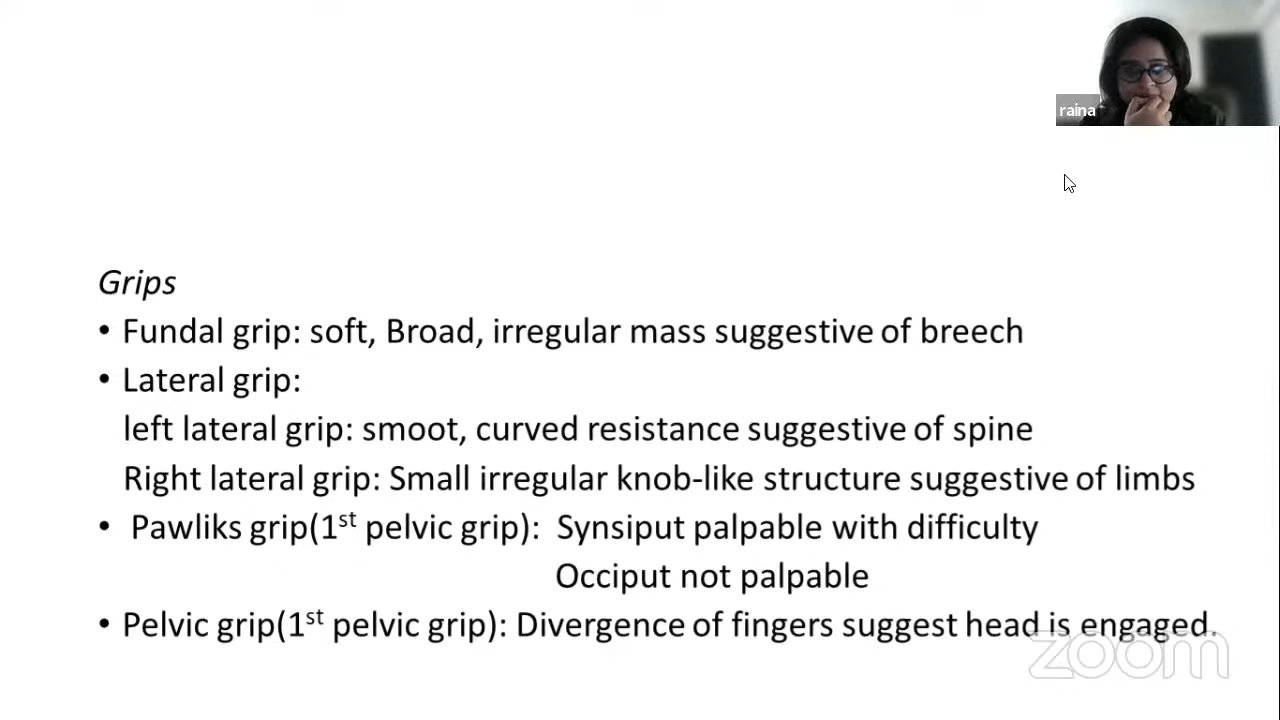 raina
Grips
• Fundal grip: soft, Broad, irregular mass suggestive of breech
• Lateral grip:
left lateral grip: smoot, curved resistance suggestive of spine
Right lateral grip: Small irregular knob-like structure suggestive of limbs
• Pawliks grip(1st pelvic grip): Synsiput palpable with difficulty
Occiput not palpable
• Pelvic grip(1st pelvic grip): Divergence of fingers suggest head is engaged.
zoom